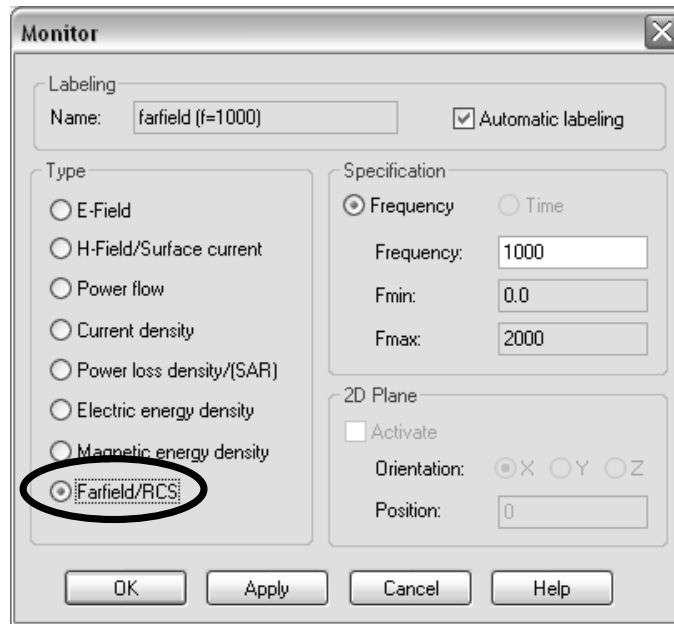 Monitor
Labeling
Name: farfield (f=1000) Automatic labeling
Type
E-Field
H-Field/Surface current
Power flow
Current density
Power loss density/(SAR)
Electric energy density
Magnetic energy density
Farfield/RCS
Specification
Frequency Time
Frequency: 1000
Fmin: 0.0
Fmax: 2000
2D Plane
Activate
Orientation: X Y Z
Position: 0
OK Apply Cancel Help